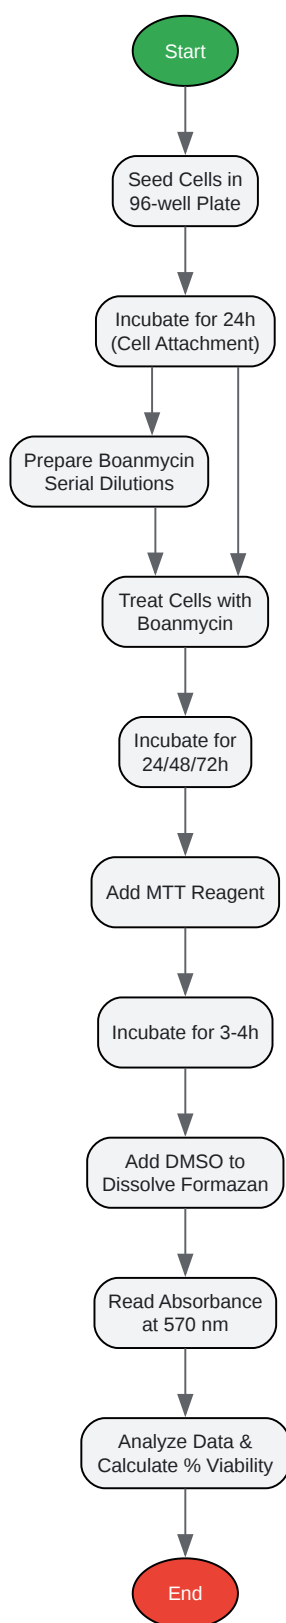 Start
Seed Cells in
96-well Plate
Incubate for 24h
(Cell Attachment)
Prepare Boanmycin
Serial Dilutions
Treat Cells with
Boanmycin
Incubate for
24/48/72h
Add MTT Reagent
Incubate for 3-4h
Add DMSO to
Dissolve Formazan
Read Absorbance
at 570 nm
Analyze Data &
Calculate % Viability
End